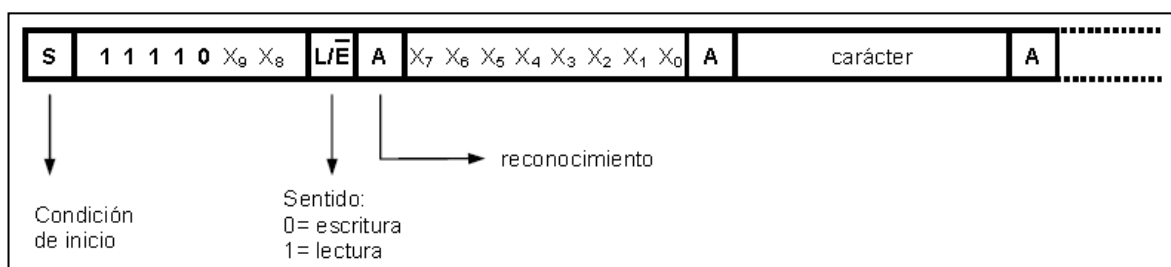 S 1 1 1 1 0 X₉ X₈ L/E̅ A X₇ X₆ X₅ X₄ X₃ X₂ X₁ X₀ A carácter A
reconocimiento
Condición
de inicio
Sentido:
0= escritura
1= lectura